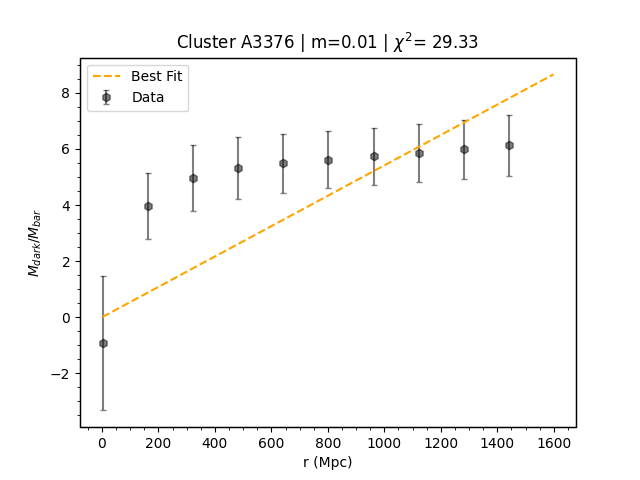 Cluster A3376 | m=0.01 | χ²= 29.33
Best Fit
Data
8
6
4
2
0
−2
M_dark/M_bar
0 200 400 600 800 1000 1200 1400 1600
r (Mpc)